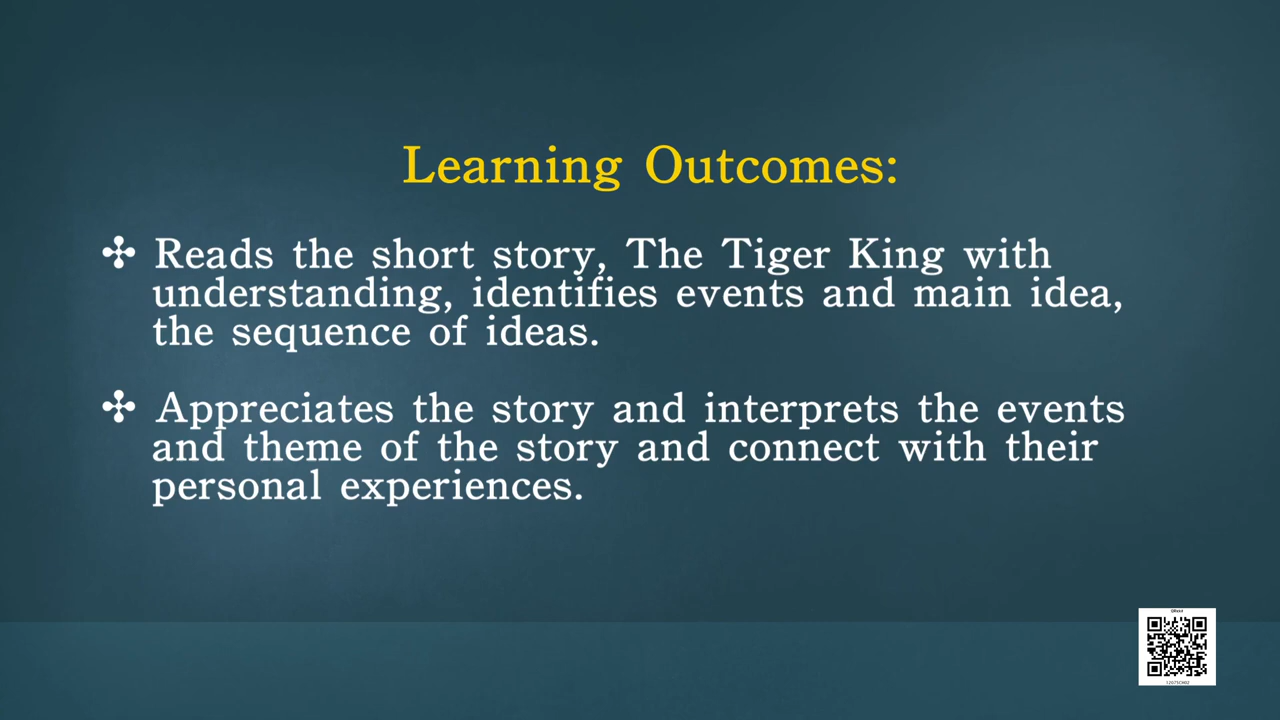 Learning Outcomes:
✣ Reads the short story, The Tiger King with
understanding, identifies events and main idea,
the sequence of ideas.
✣ Appreciates the story and interprets the events
and theme of the story and connect with their
personal experiences.